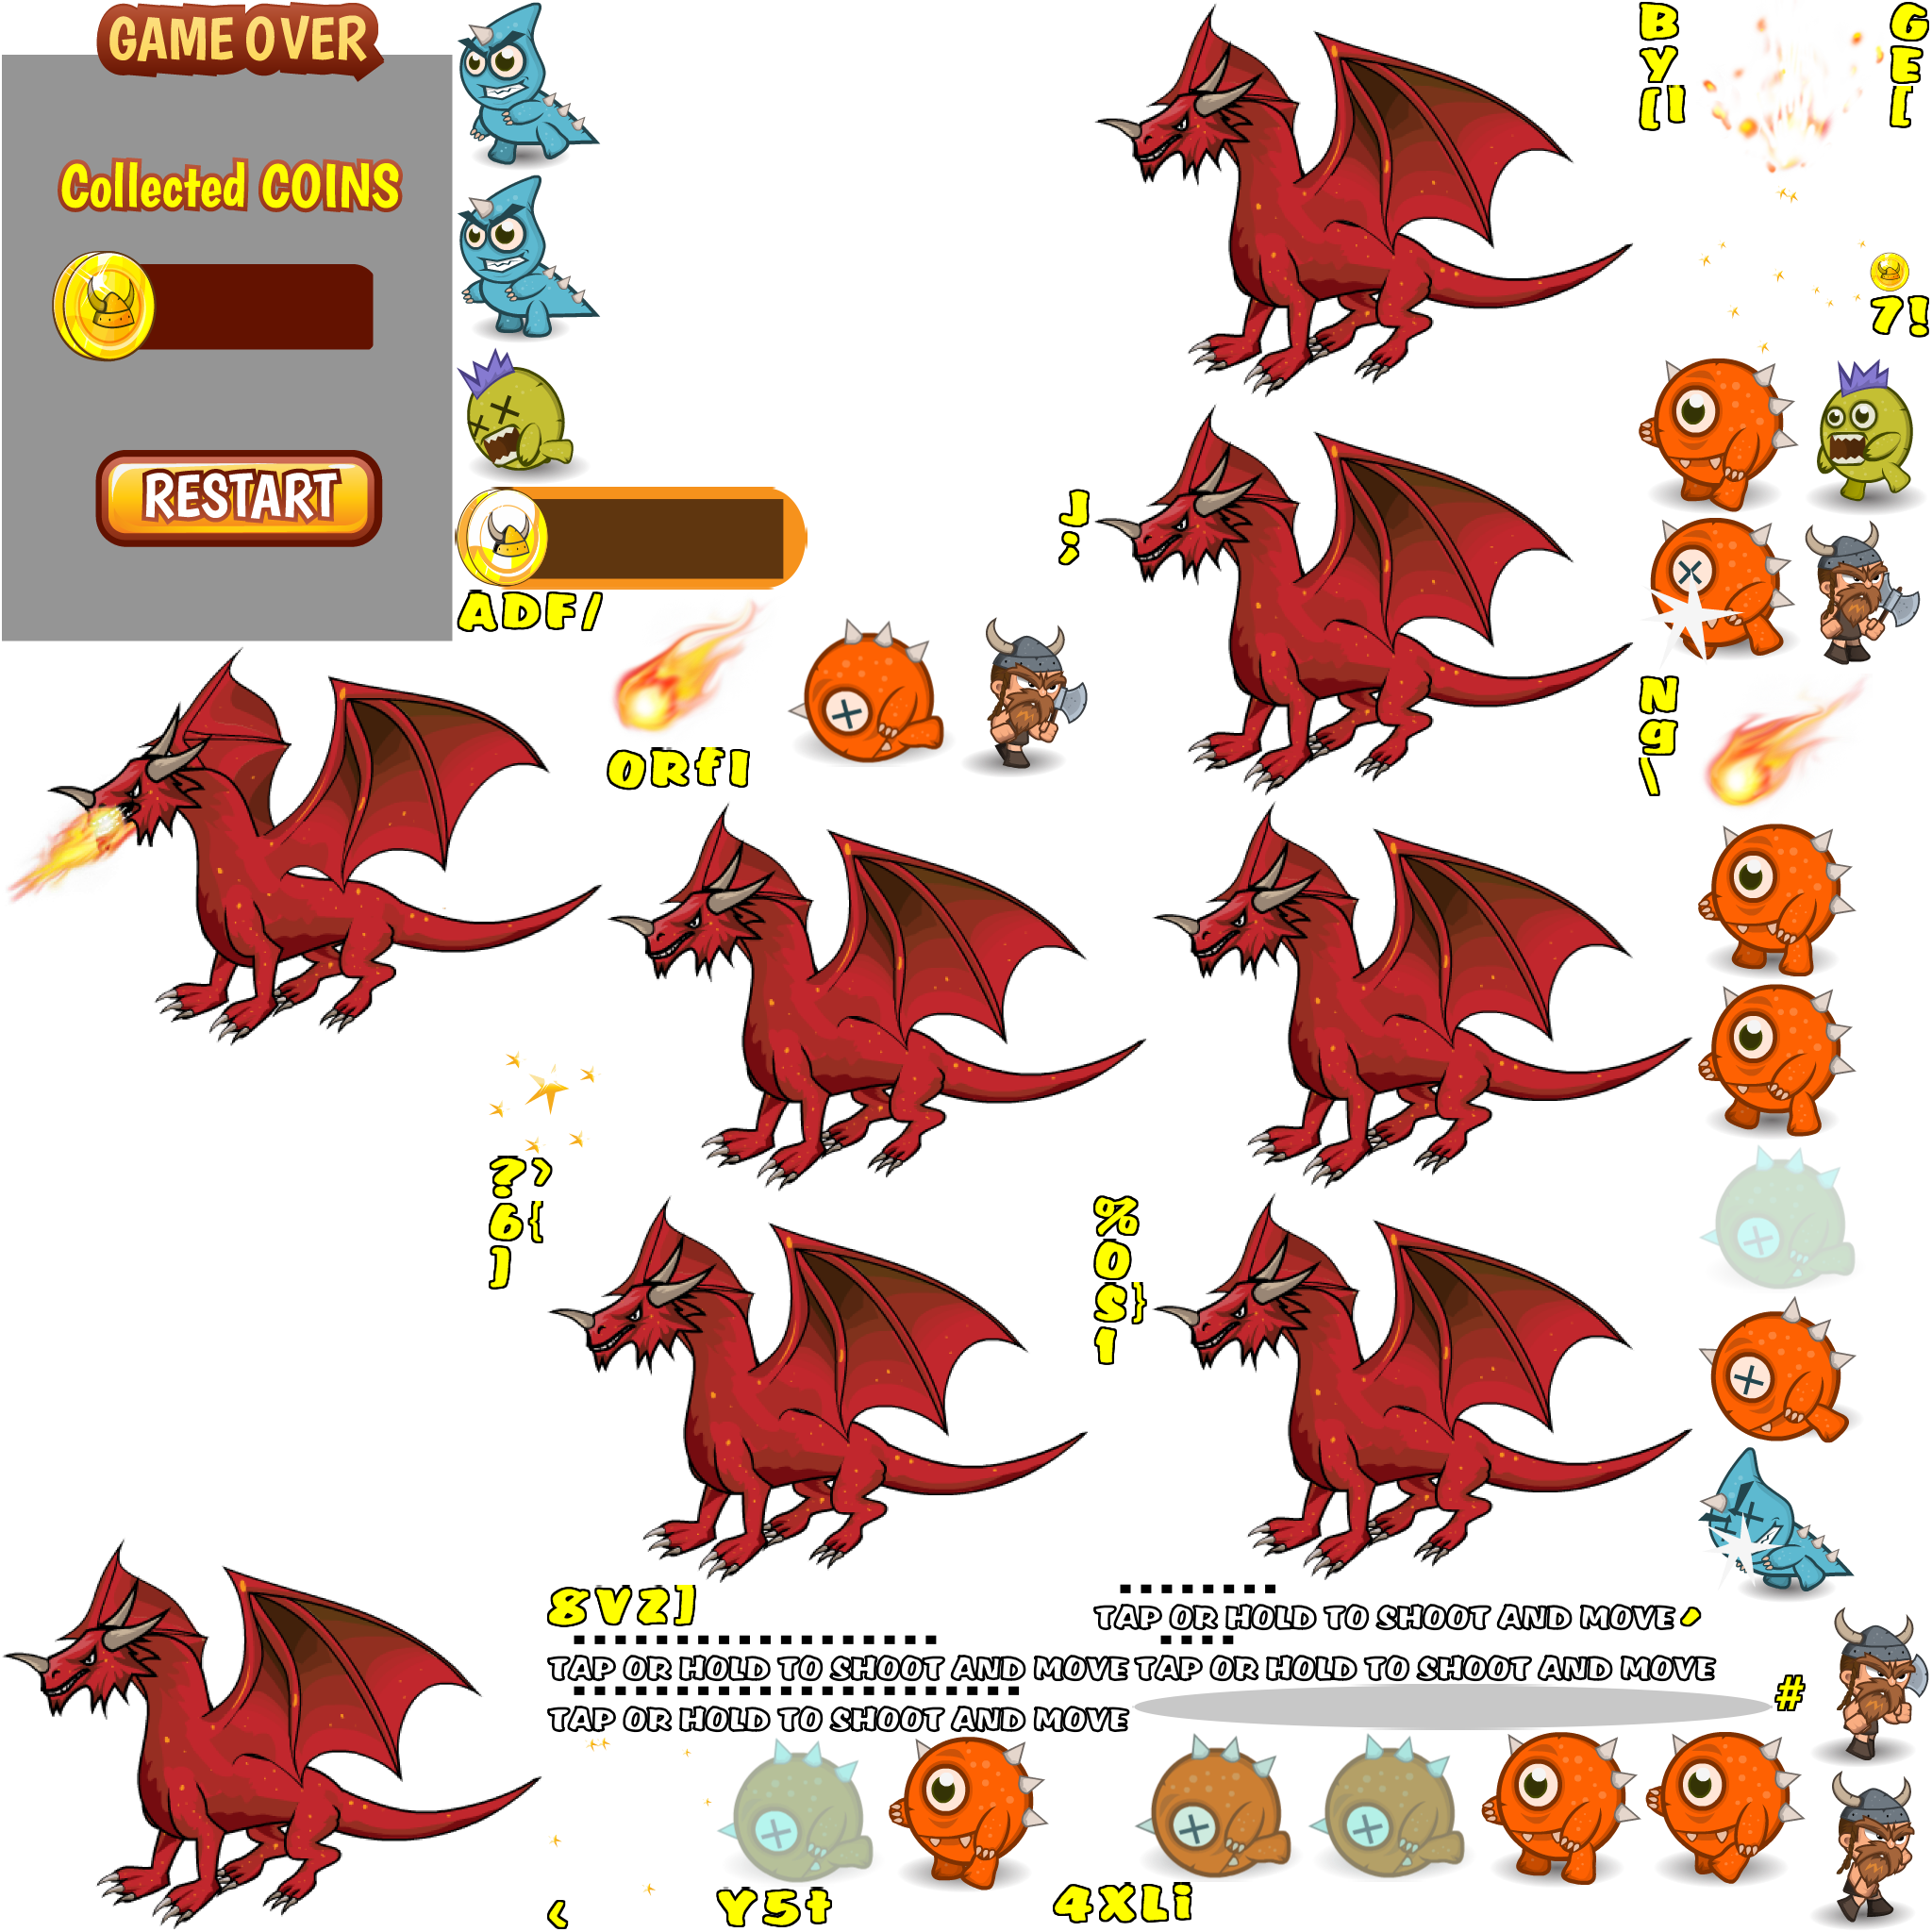 GAME OVER
Collected COINS
RESTART
B
y
(l
G
E
[
7!
J
;
ADF/
ORfl
N
g
\
?>
6{
]
%
0
S}
1
8VZ]
TAP OR HOLD TO SHOOT AND MOVE,
TAP OR HOLD TO SHOOT AND MOVE TAP OR HOLD TO SHOOT AND MOVE
TAP OR HOLD TO SHOOT AND MOVE
#
<
Y5t
4XLi